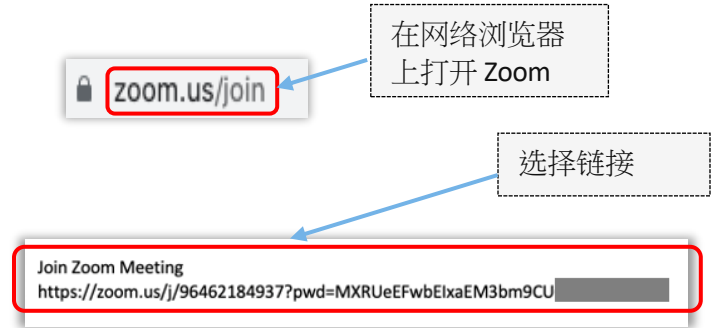 在网络浏览器
上打开 Zoom
zoom.us/join
选择链接
Join Zoom Meeting
https://zoom.us/j/96462184937?pwd=MXRUeEFwbElxaEM3bm9CU